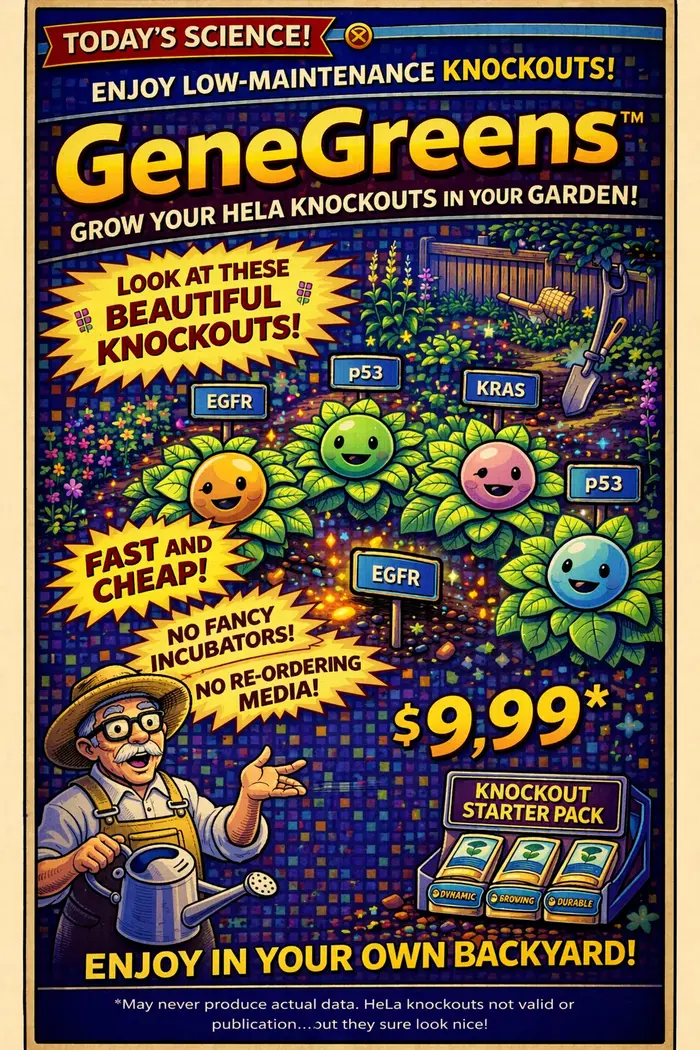 TODAY'S SCIENCE!
ENJOY LOW-MAINTENANCE KNOCKOUTS!
GeneGreens™
GROW YOUR HELA KNOCKOUTS IN YOUR GARDEN!
LOOK AT THESE
BEAUTIFUL
KNOCKOUTS!
EGFR
p53
KRAS
p53
EGFR
FAST AND
CHEAP!
NO FANCY
INCUBATORS!
NO RE-ORDERING
MEDIA!
$9,99*
KNOCKOUT
STARTER PACK
DYNAMIC
BROVING
DURABLE
ENJOY IN YOUR OWN BACKYARD!
*May never produce actual data. HeLa knockouts not valid or
publication...out they sure look nice!